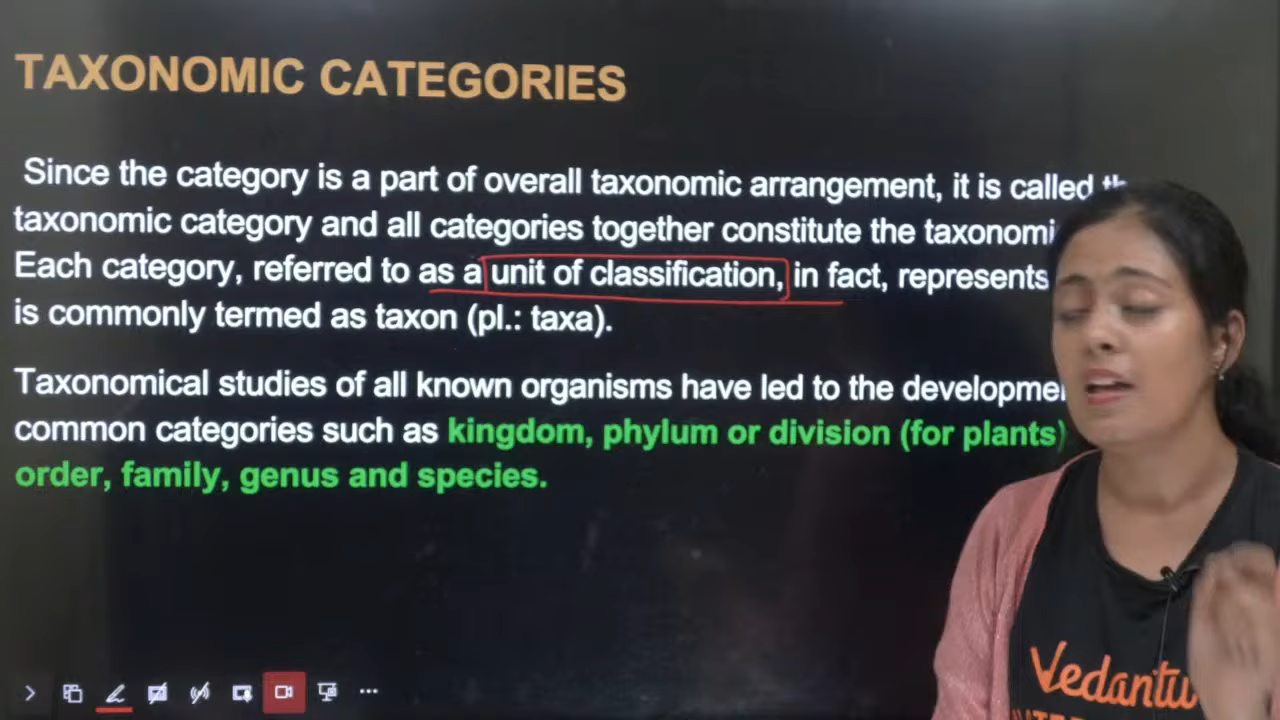 TAXONOMIC CATEGORIES
Since the category is a part of overall taxonomic arrangement, it is called
taxonomic category and all categories together constitute the
Each category, referred to as a unit of classification, in fact, represents
is commonly termed as taxon (pl.: taxa).
Taxonomical studies of all known organisms have led to the
common categories such as kingdom, phylum or division (for plants)
order, family, genus and species.
Vedantu